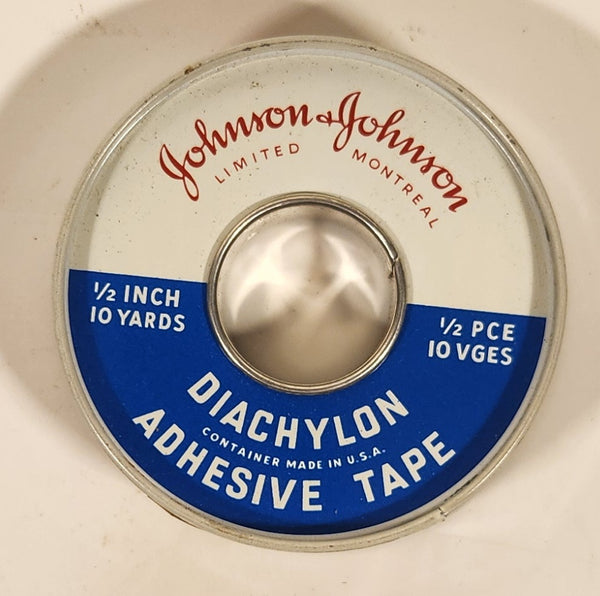 Johnson & Johnson
LIMITED MONTREAL
½ INCH
10 YARDS
½ PCE
10 VGES
DIACHYLON
CONTAINER MADE IN U.S.A.
ADHESIVE TAPE